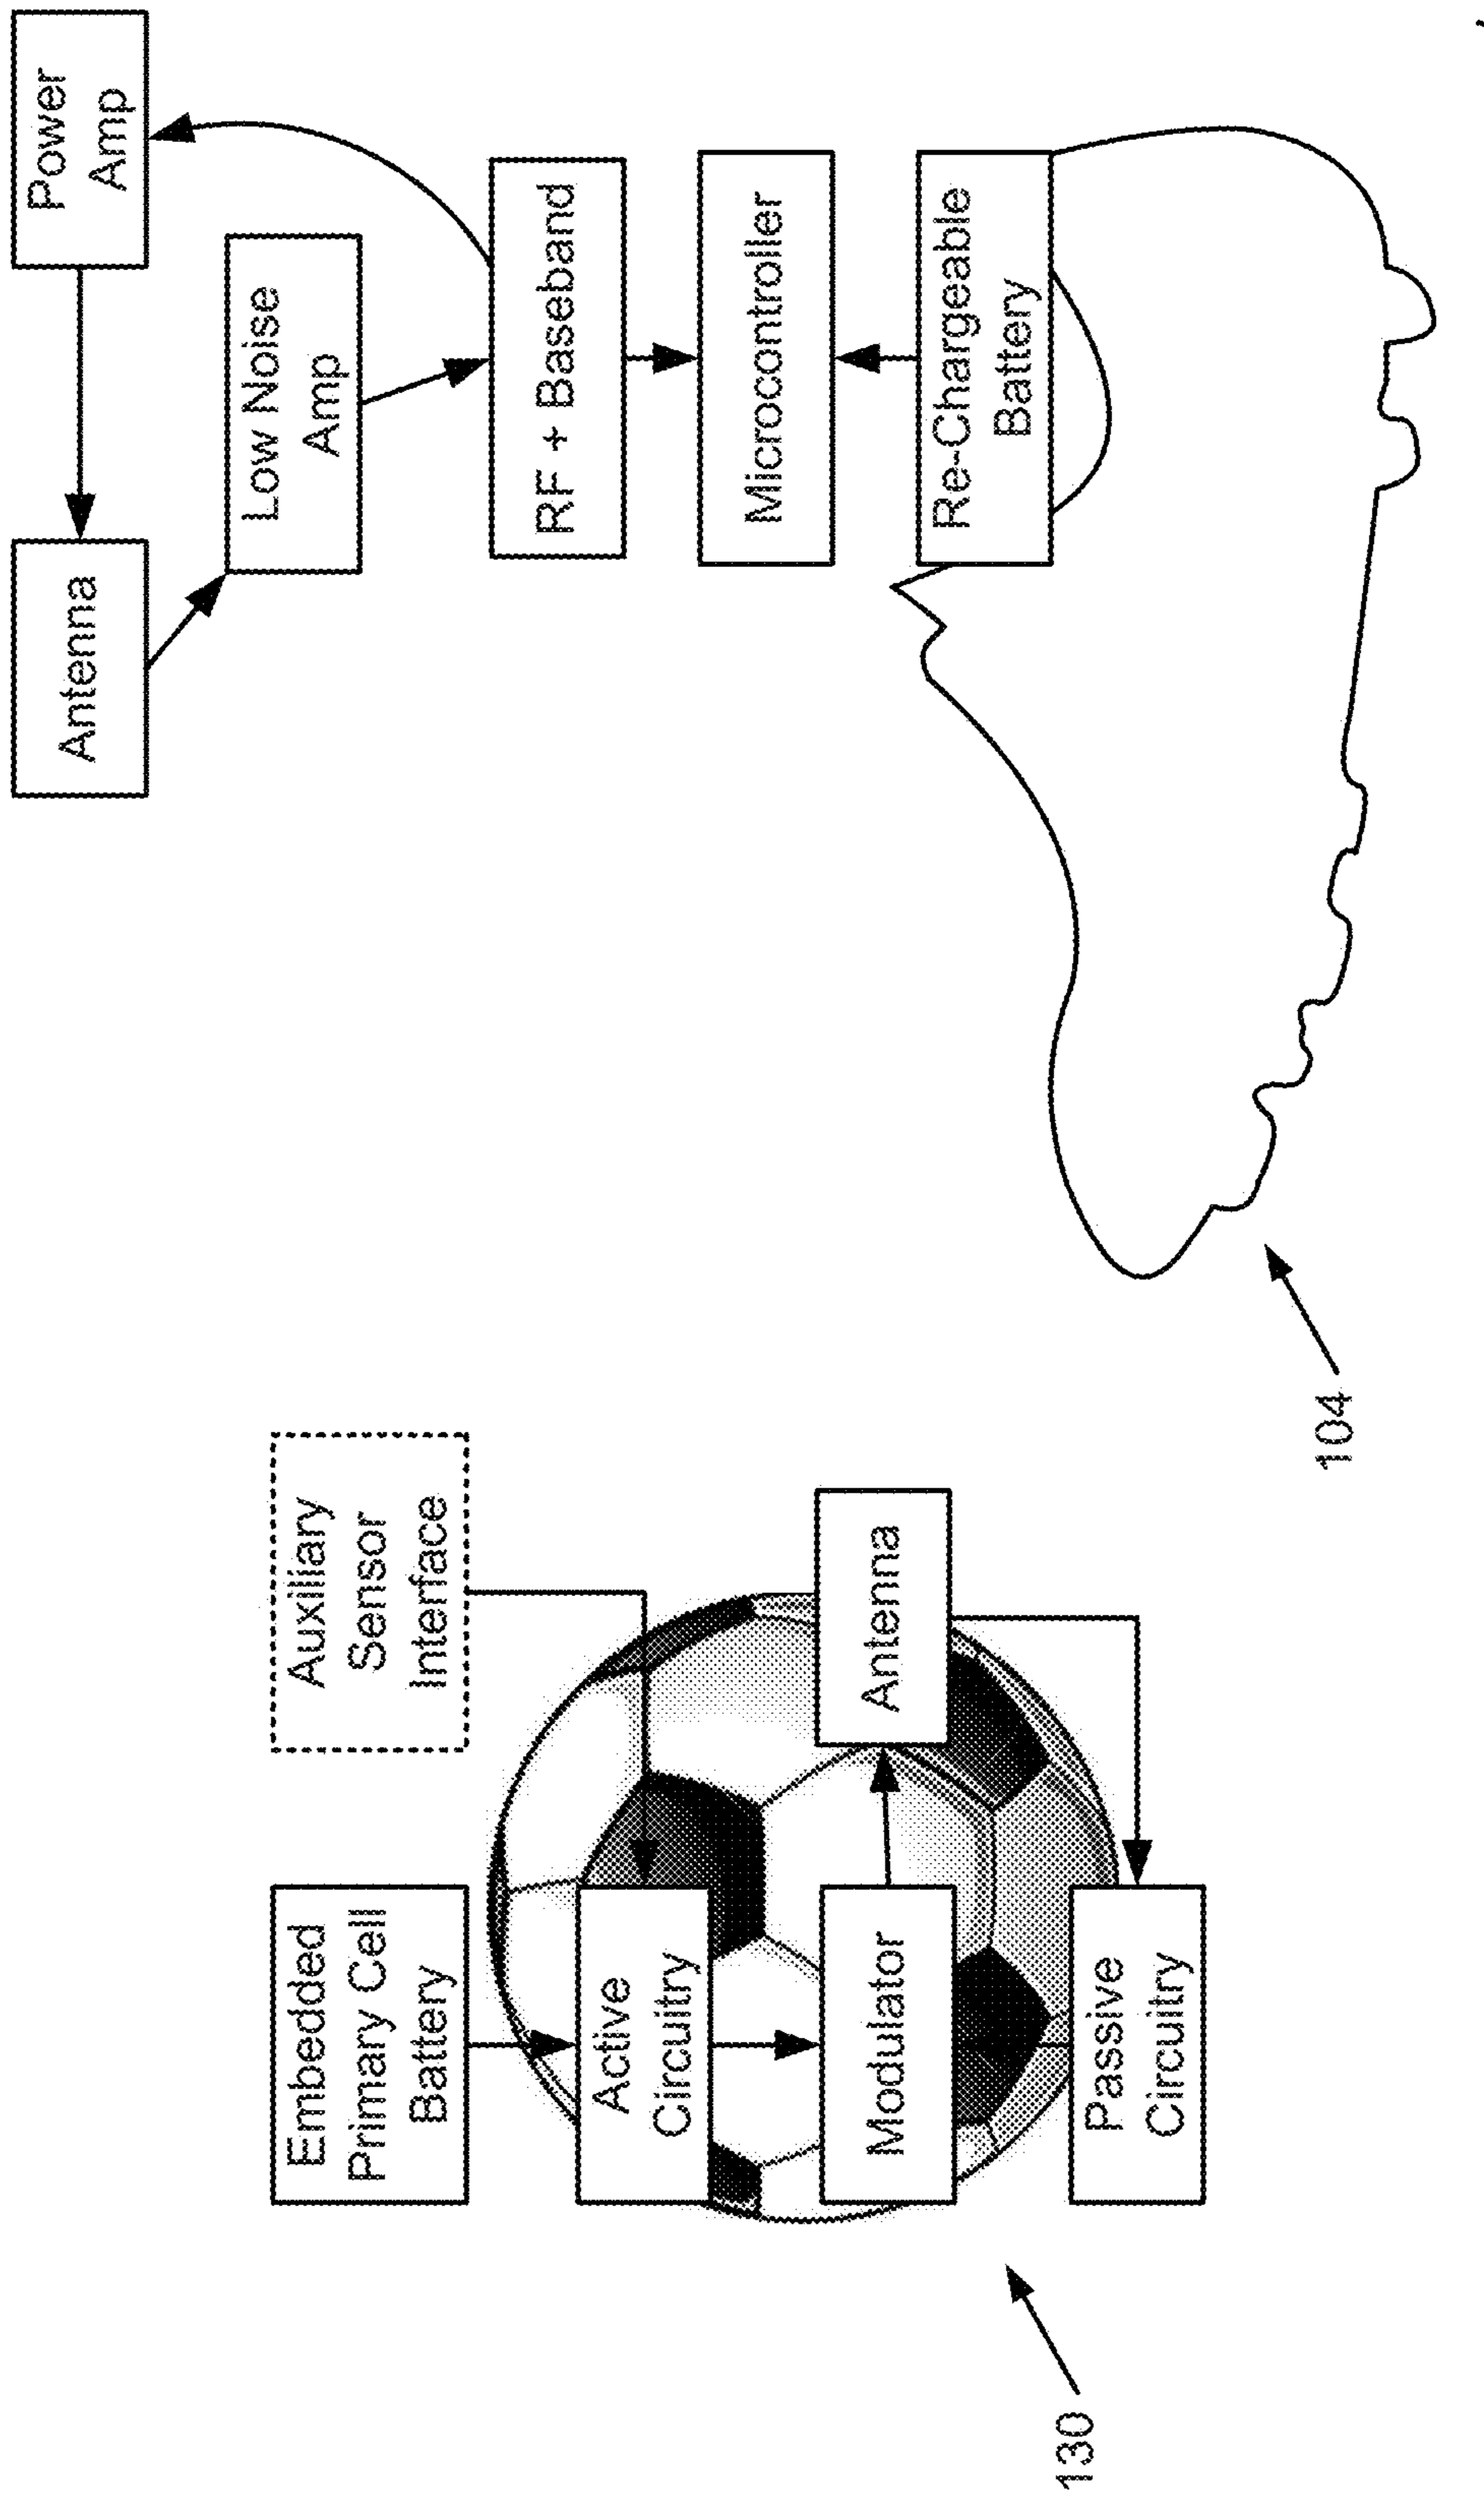 Embedded
Primary Cell
Battery
Auxiliary
Sensor
Interface
Active
Circuitry
Modulator
Antenna
Passive
Circuitry
130
Antenna
Power
Amp
Low Noise
Amp
RF + Baseband
Microcontroller
Re-Chargeable
Battery
104